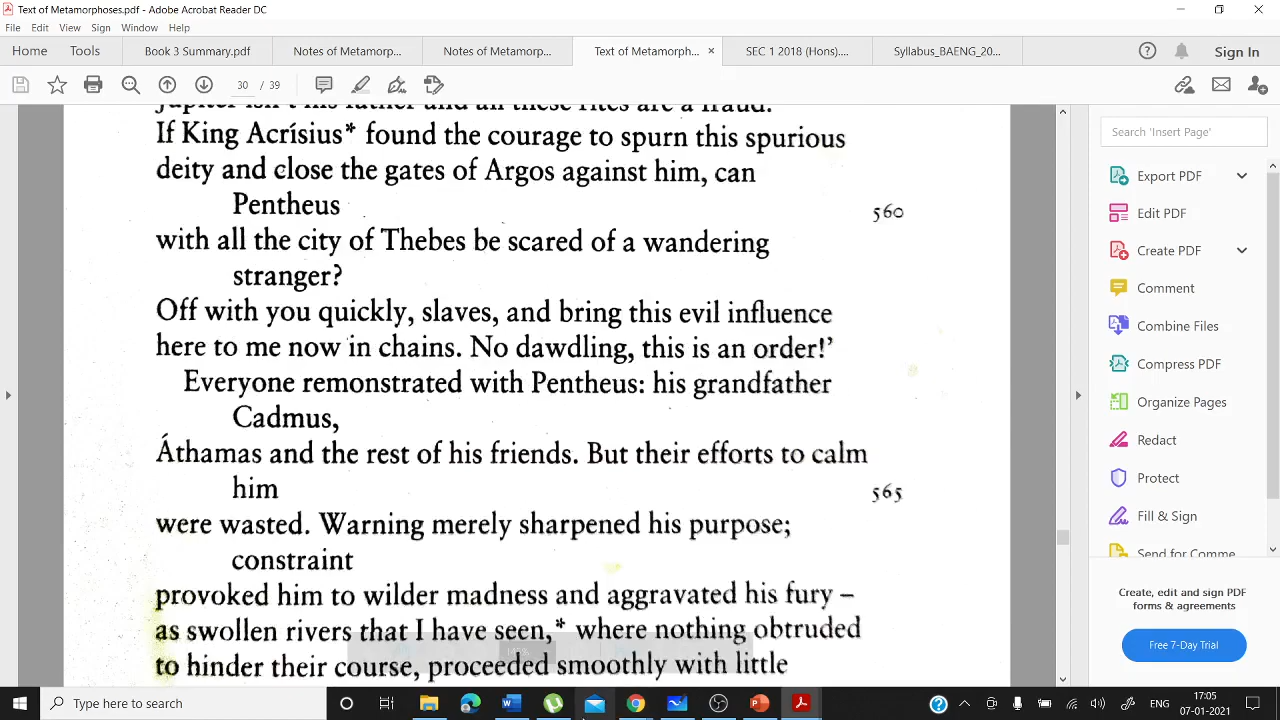 Text of Metamorphoses.pdf - Adobe Acrobat Reader DC
File Edit View Sign Window Help
Home Tools Book 3 Summary.pdf Notes of Metamorp... Notes of Metamorp... Text of Metamorph... × SEC 1 2018 (Hons).... Syllabus_BAENG_20... Sign In
30 / 39
Jupiter isn't his father and all these rites are a fraud.
If King Acrísius* found the courage to spurn this spurious
deity and close the gates of Argos against him, can
Pentheus 560
with all the city of Thebes be scared of a wandering
stranger?
Off with you quickly, slaves, and bring this evil influence
here to me now in chains. No dawdling, this is an order!’
Everyone remonstrated with Pentheus: his grandfather
Cadmus,
Áthamas and the rest of his friends. But their efforts to calm
him 565
were wasted. Warning merely sharpened his purpose;
constraint
provoked him to wilder madness and aggravated his fury –
as swollen rivers that I have seen,* where nothing obtruded
to hinder their course, proceeded smoothly with little
Search 'Insert Page'
Export PDF
Edit PDF
Create PDF
Comment
Combine Files
Compress PDF
Organize Pages
Redact
Protect
Fill & Sign
Send for Comme
Create, edit and sign PDF
forms & agreements
Free 7-Day Trial
Type here to search
ENG 17:05
07-01-2021